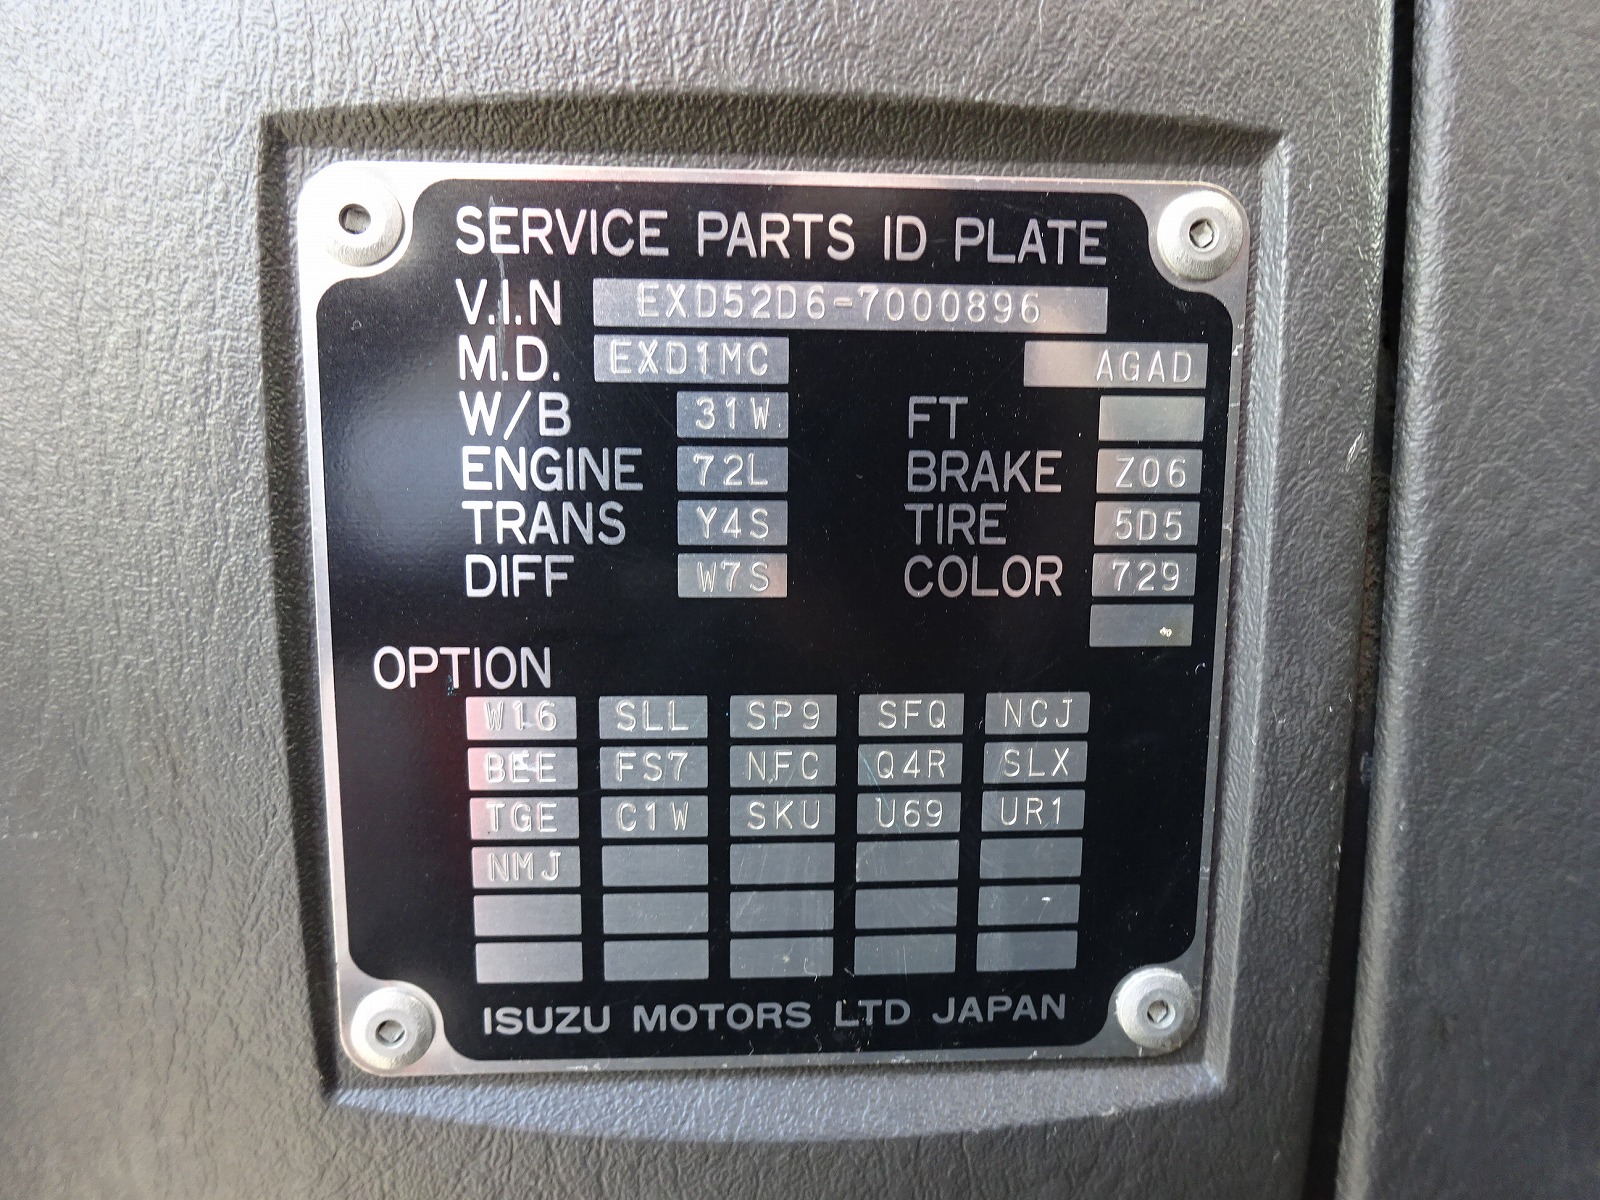 SERVICE PARTS ID PLATE
V.I.N EXD52D6-7000896
M.D. EXD1MC AGAD
W/B 31W FT
ENGINE 72L BRAKE Z06
TRANS Y4S TIRE 5D5
DIFF W7S COLOR 729
OPTION
W16 SLL SP9 SFQ NCJ
BEE FS7 NFC Q4R SLX
TGE C1W SKU U69 UR1
NMJ
ISUZU MOTORS LTD JAPAN